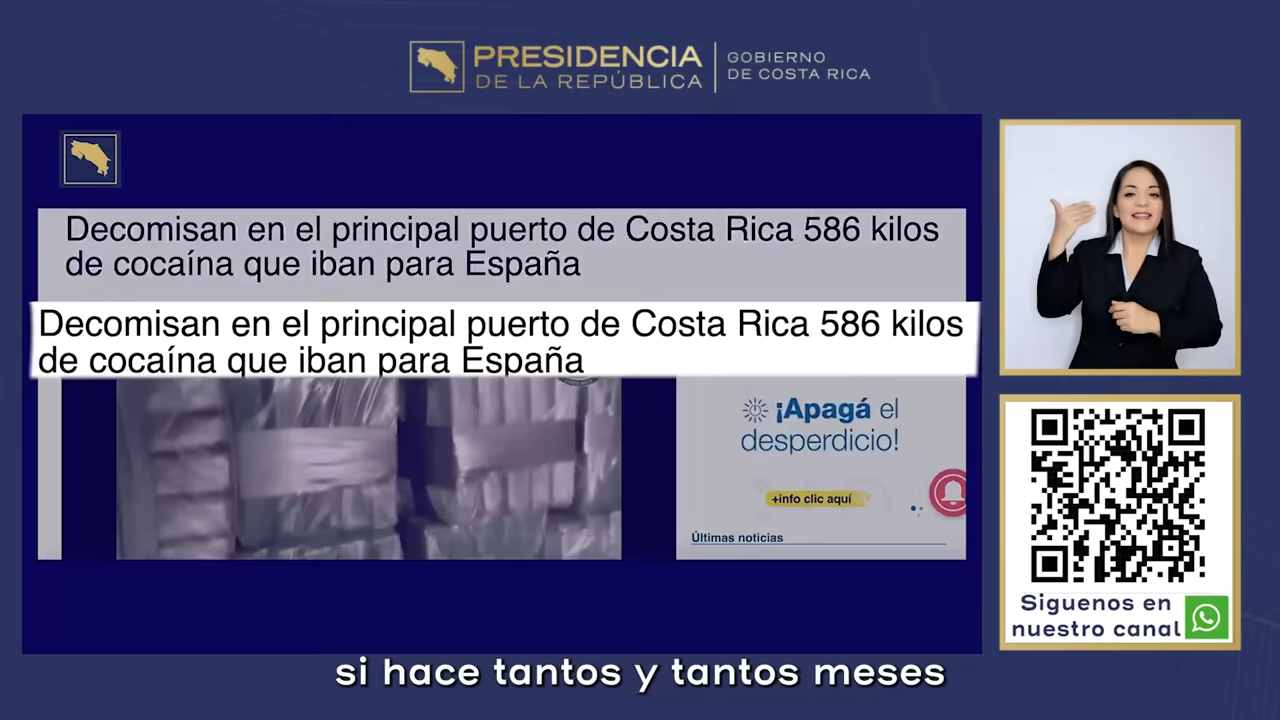 PRESIDENCIA
DE LA REPÚBLICA
GOBIERNO
DE COSTA RICA
Decomisan en el principal puerto de Costa Rica 586 kilos
de cocaína que iban para España
Decomisan en el principal puerto de Costa Rica 586 kilos
de cocaína que iban para España
¡Apagá el
desperdicio!
+info clic aquí
Últimas noticias
Siguenos en
nuestro canal
si hace tantos y tantos meses